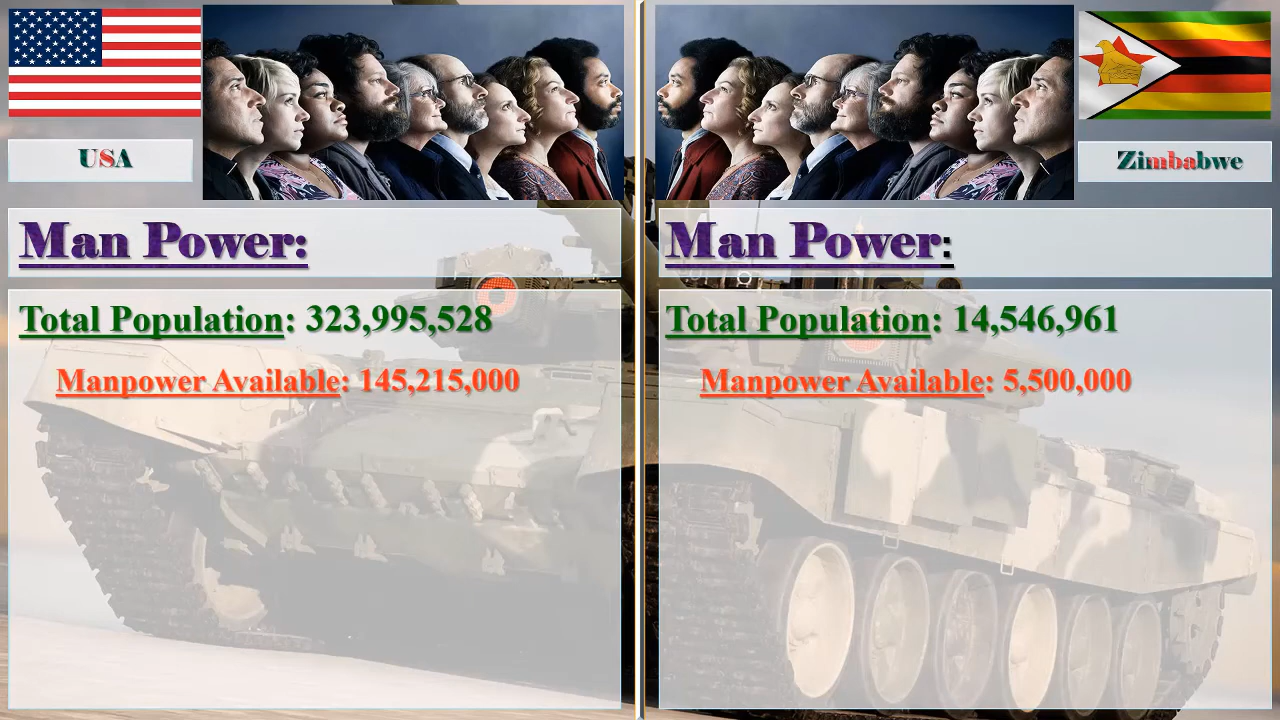 USA
Man Power:
Total Population: 323,995,528
Manpower Available: 145,215,000
Zimbabwe
Man Power:
Total Population: 14,546,961
Manpower Available: 5,500,000